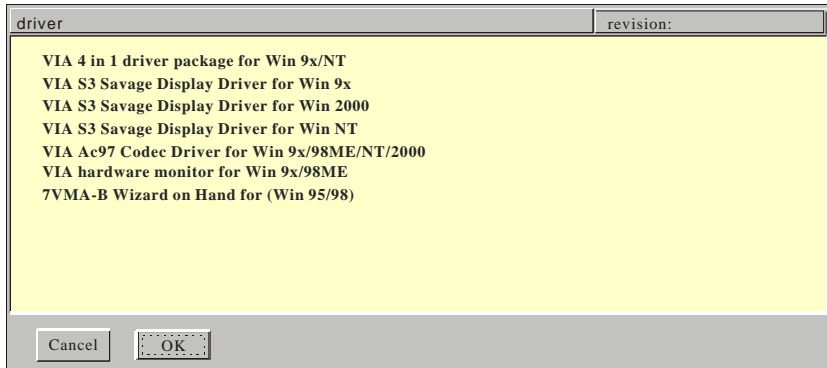 driver revision:
VIA 4 in 1 driver package for Win 9x/NT
VIA S3 Savage Display Driver for Win 9x
VIA S3 Savage Display Driver for Win 2000
VIA S3 Savage Display Driver for Win NT
VIA Ac97 Codec Driver for Win 9x/98ME/NT/2000
VIA hardware monitor for Win 9x/98ME
7VMA-B Wizard on Hand for (Win 95/98)
Cancel OK